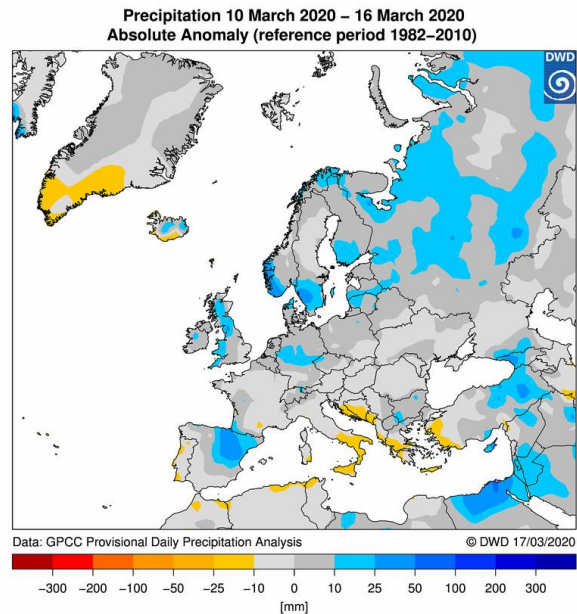 Precipitation 10 March 2020 − 16 March 2020
Absolute Anomaly (reference period 1982−2010)
DWD
Data: GPCC Provisional Daily Precipitation Analysis © DWD 17/03/2020
−300 −200 −100 −50 −25 −10 0 10 25 50 100 200 300
[mm]